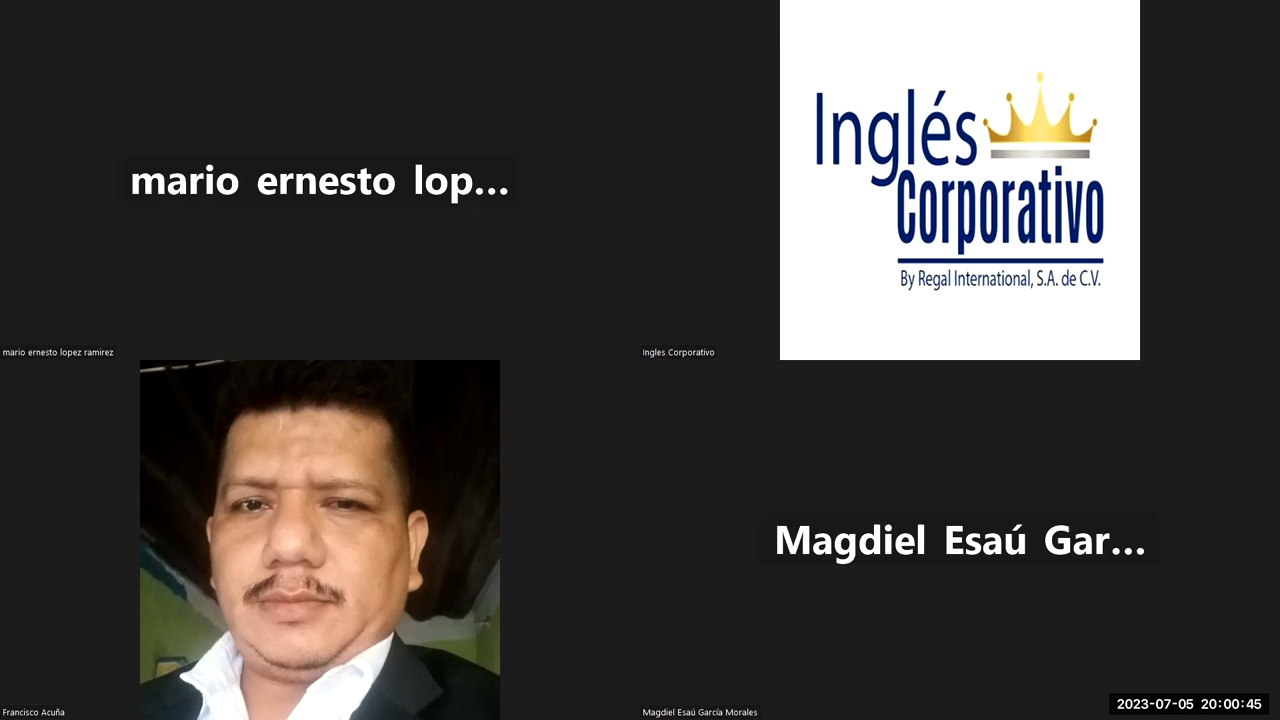 mario ernesto lop...
Inglés
Corporativo
By Regal International, S.A. de C.V.
mario ernesto lopez ramirez
Ingles Corporativo
Magdiel Esaú Gar...
Francisco Acuña
Magdiel Esaú García Morales
2023-07-05 20:00:45